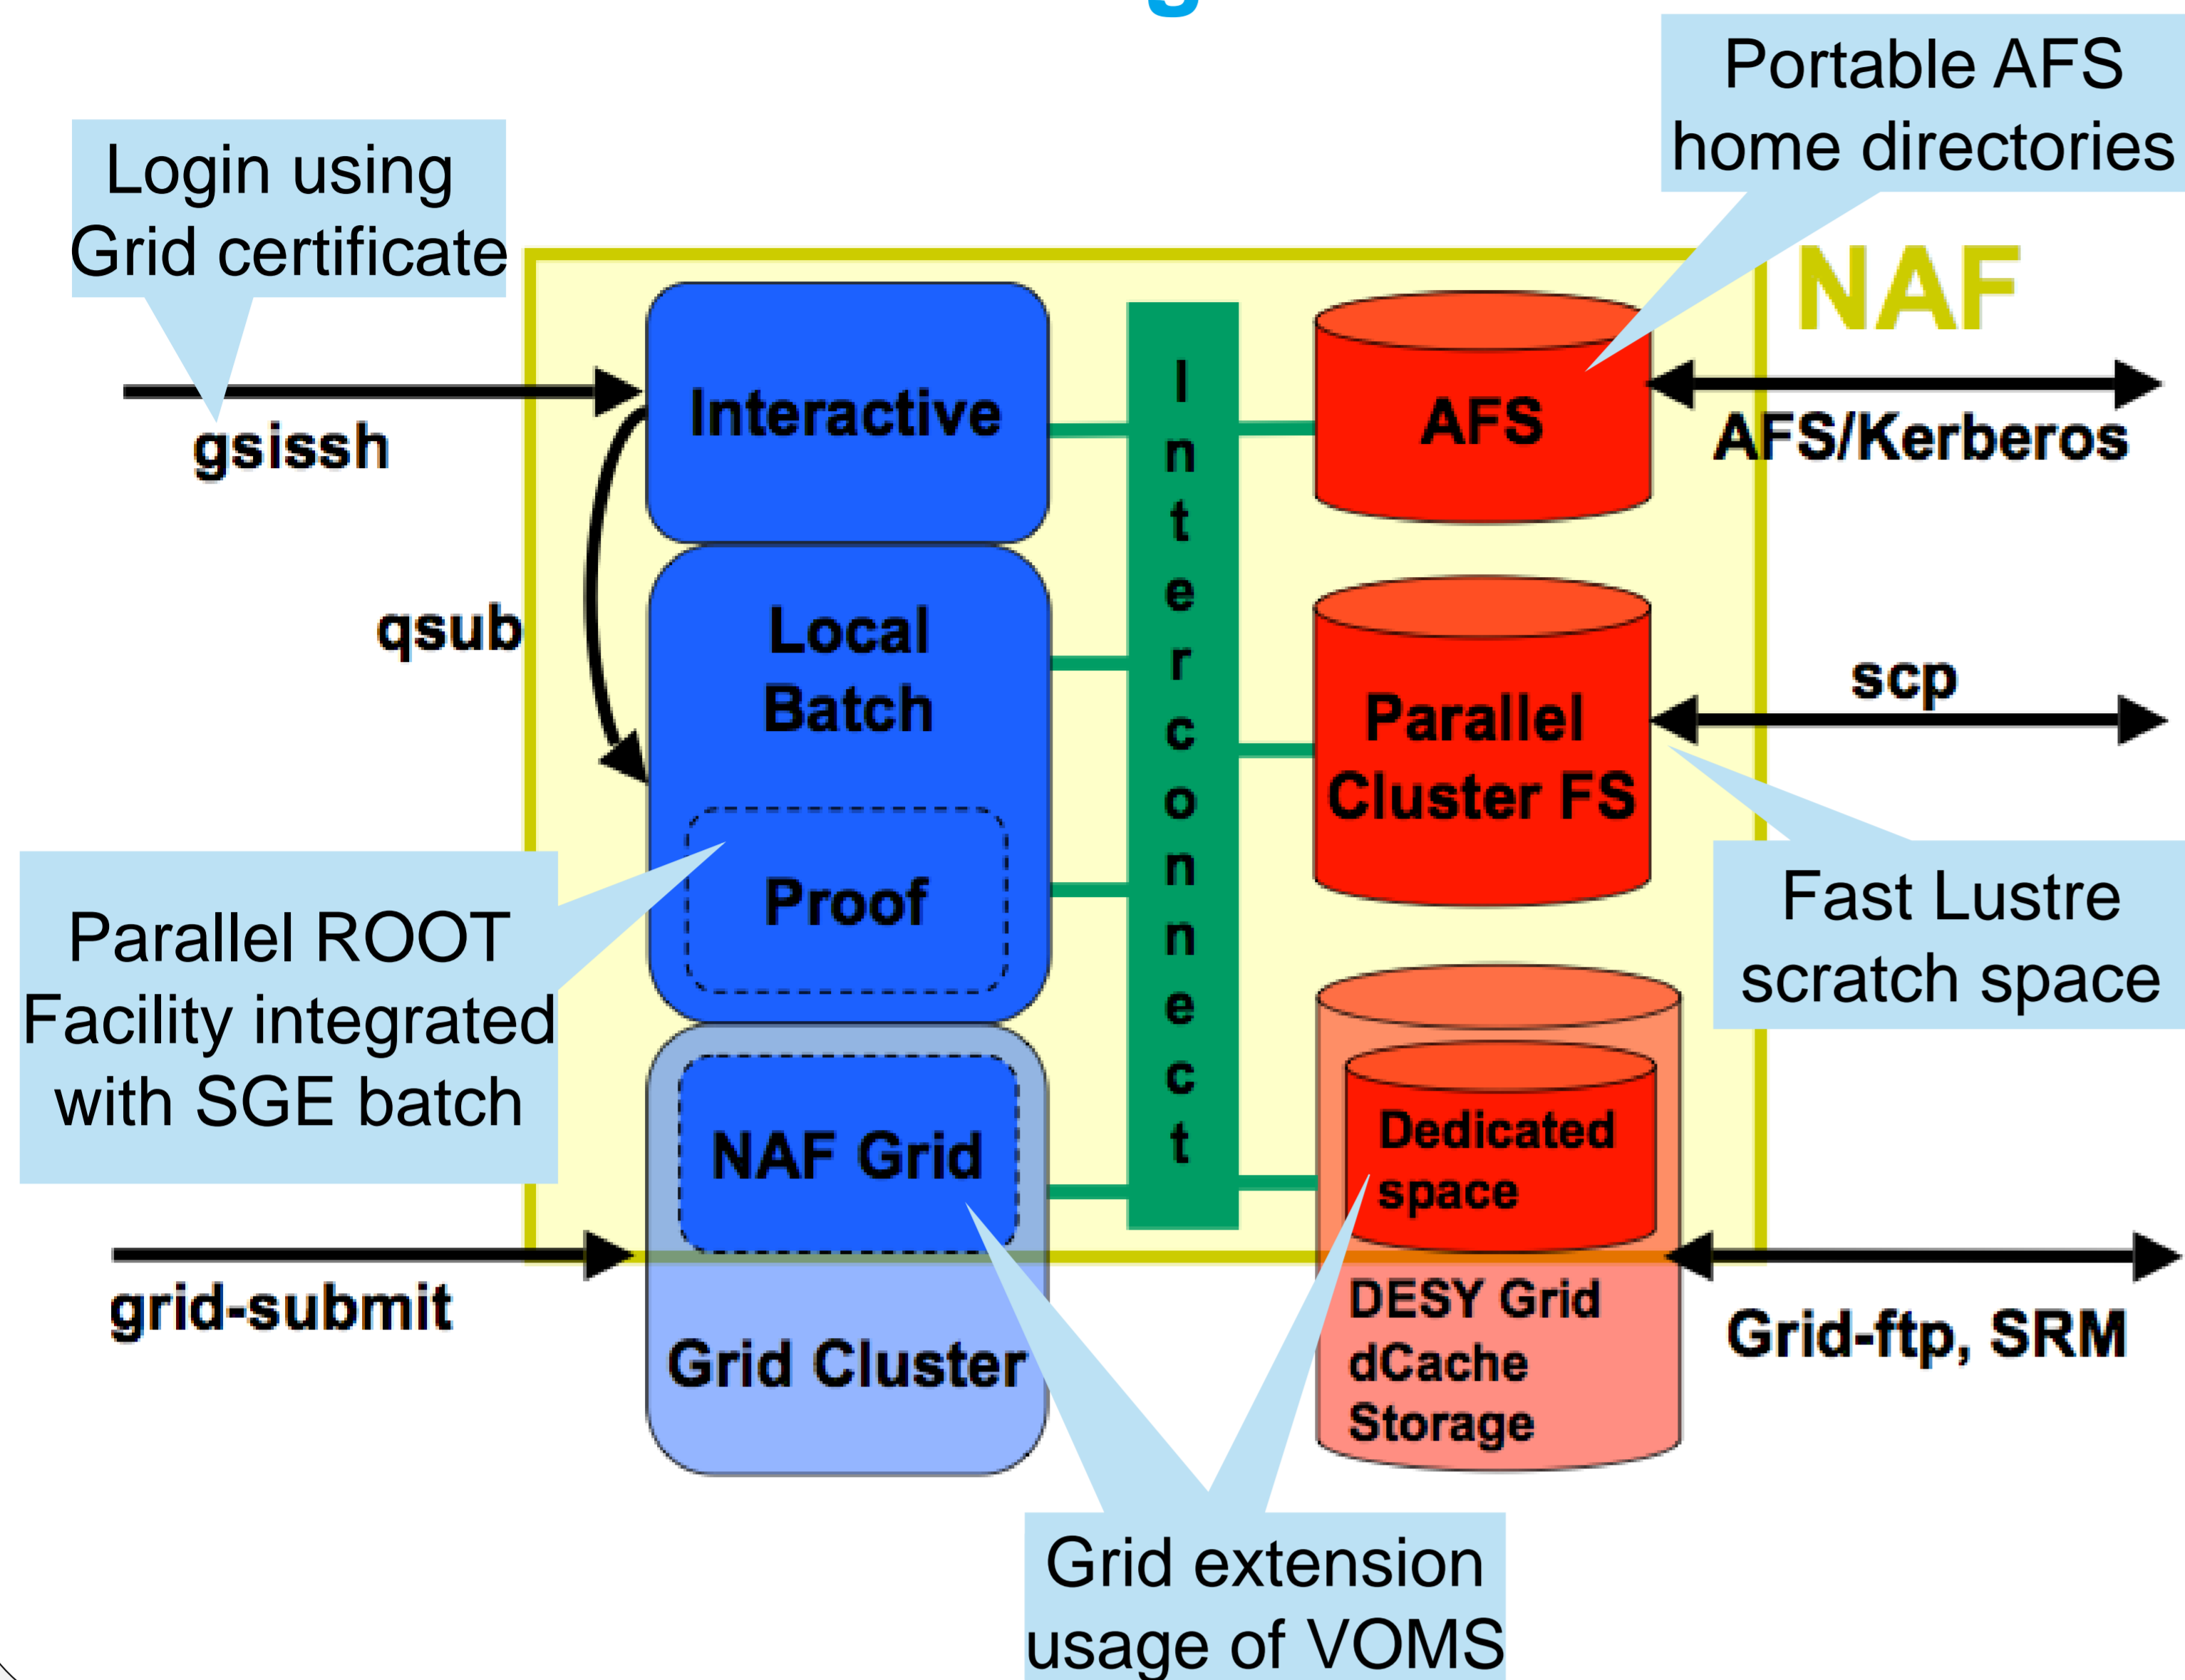 Portable AFS
home directories
Login using
Grid certificate
NAF
Interactive
AFS
gsissh
AFS/Kerberos
Interconnect
qsub
Local
Batch
scp
Parallel
Cluster FS
Proof
Fast Lustre
scratch space
Parallel ROOT
Facility integrated
with SGE batch
NAF Grid
Dedicated
space
grid-submit
Grid Cluster
DESY Grid
dCache
Storage
Grid-ftp, SRM
Grid extension
usage of VOMS